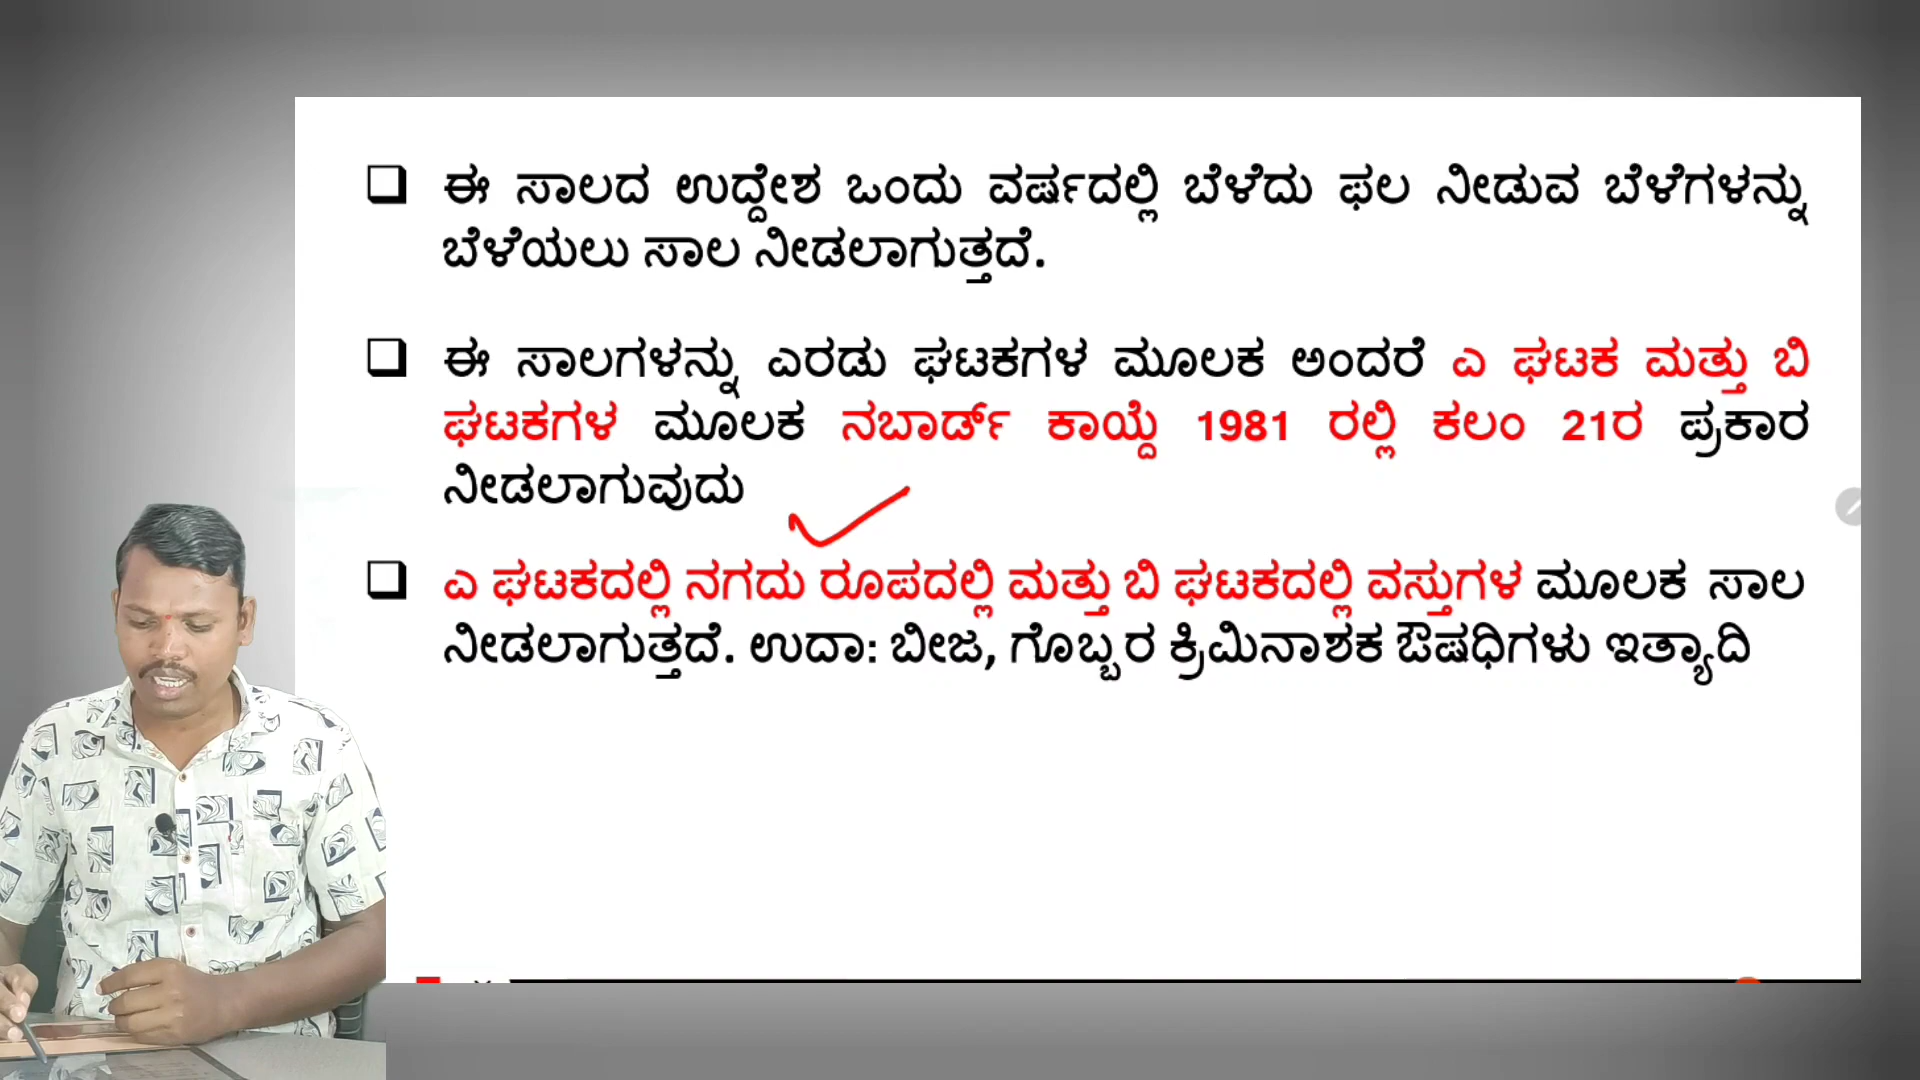 ಈ ಸಾಲದ ಉದ್ದೇಶ ಒಂದು ವರ್ಷದಲ್ಲಿ ಬೆಳೆದು ಫಲ ನೀಡುವ ಬೆಳೆಗಳನ್ನು
ಬೆಳೆಯಲು ಸಾಲ ನೀಡಲಾಗುತ್ತದೆ.
ಈ ಸಾಲಗಳನ್ನು ಎರಡು ಘಟಕಗಳ ಮೂಲಕ ಅಂದರೆ ಎ ಘಟಕ ಮತ್ತು ಬಿ
ಘಟಕಗಳ ಮೂಲಕ ನಬಾರ್ಡ್ ಕಾಯ್ದೆ 1981 ರಲ್ಲಿ ಕಲಂ 21ರ ಪ್ರಕಾರ
ನೀಡಲಾಗುವುದು
ಎ ಘಟಕದಲ್ಲಿ ನಗದು ರೂಪದಲ್ಲಿ ಮತ್ತು ಬಿ ಘಟಕದಲ್ಲಿ ವಸ್ತುಗಳ ಮೂಲಕ ಸಾಲ
ನೀಡಲಾಗುತ್ತದೆ. ಉದಾ: ಬೀಜ, ಗೊಬ್ಬರ ಕ್ರಿಮಿನಾಶಕ ಔಷಧಿಗಳು ಇತ್ಯಾದಿ